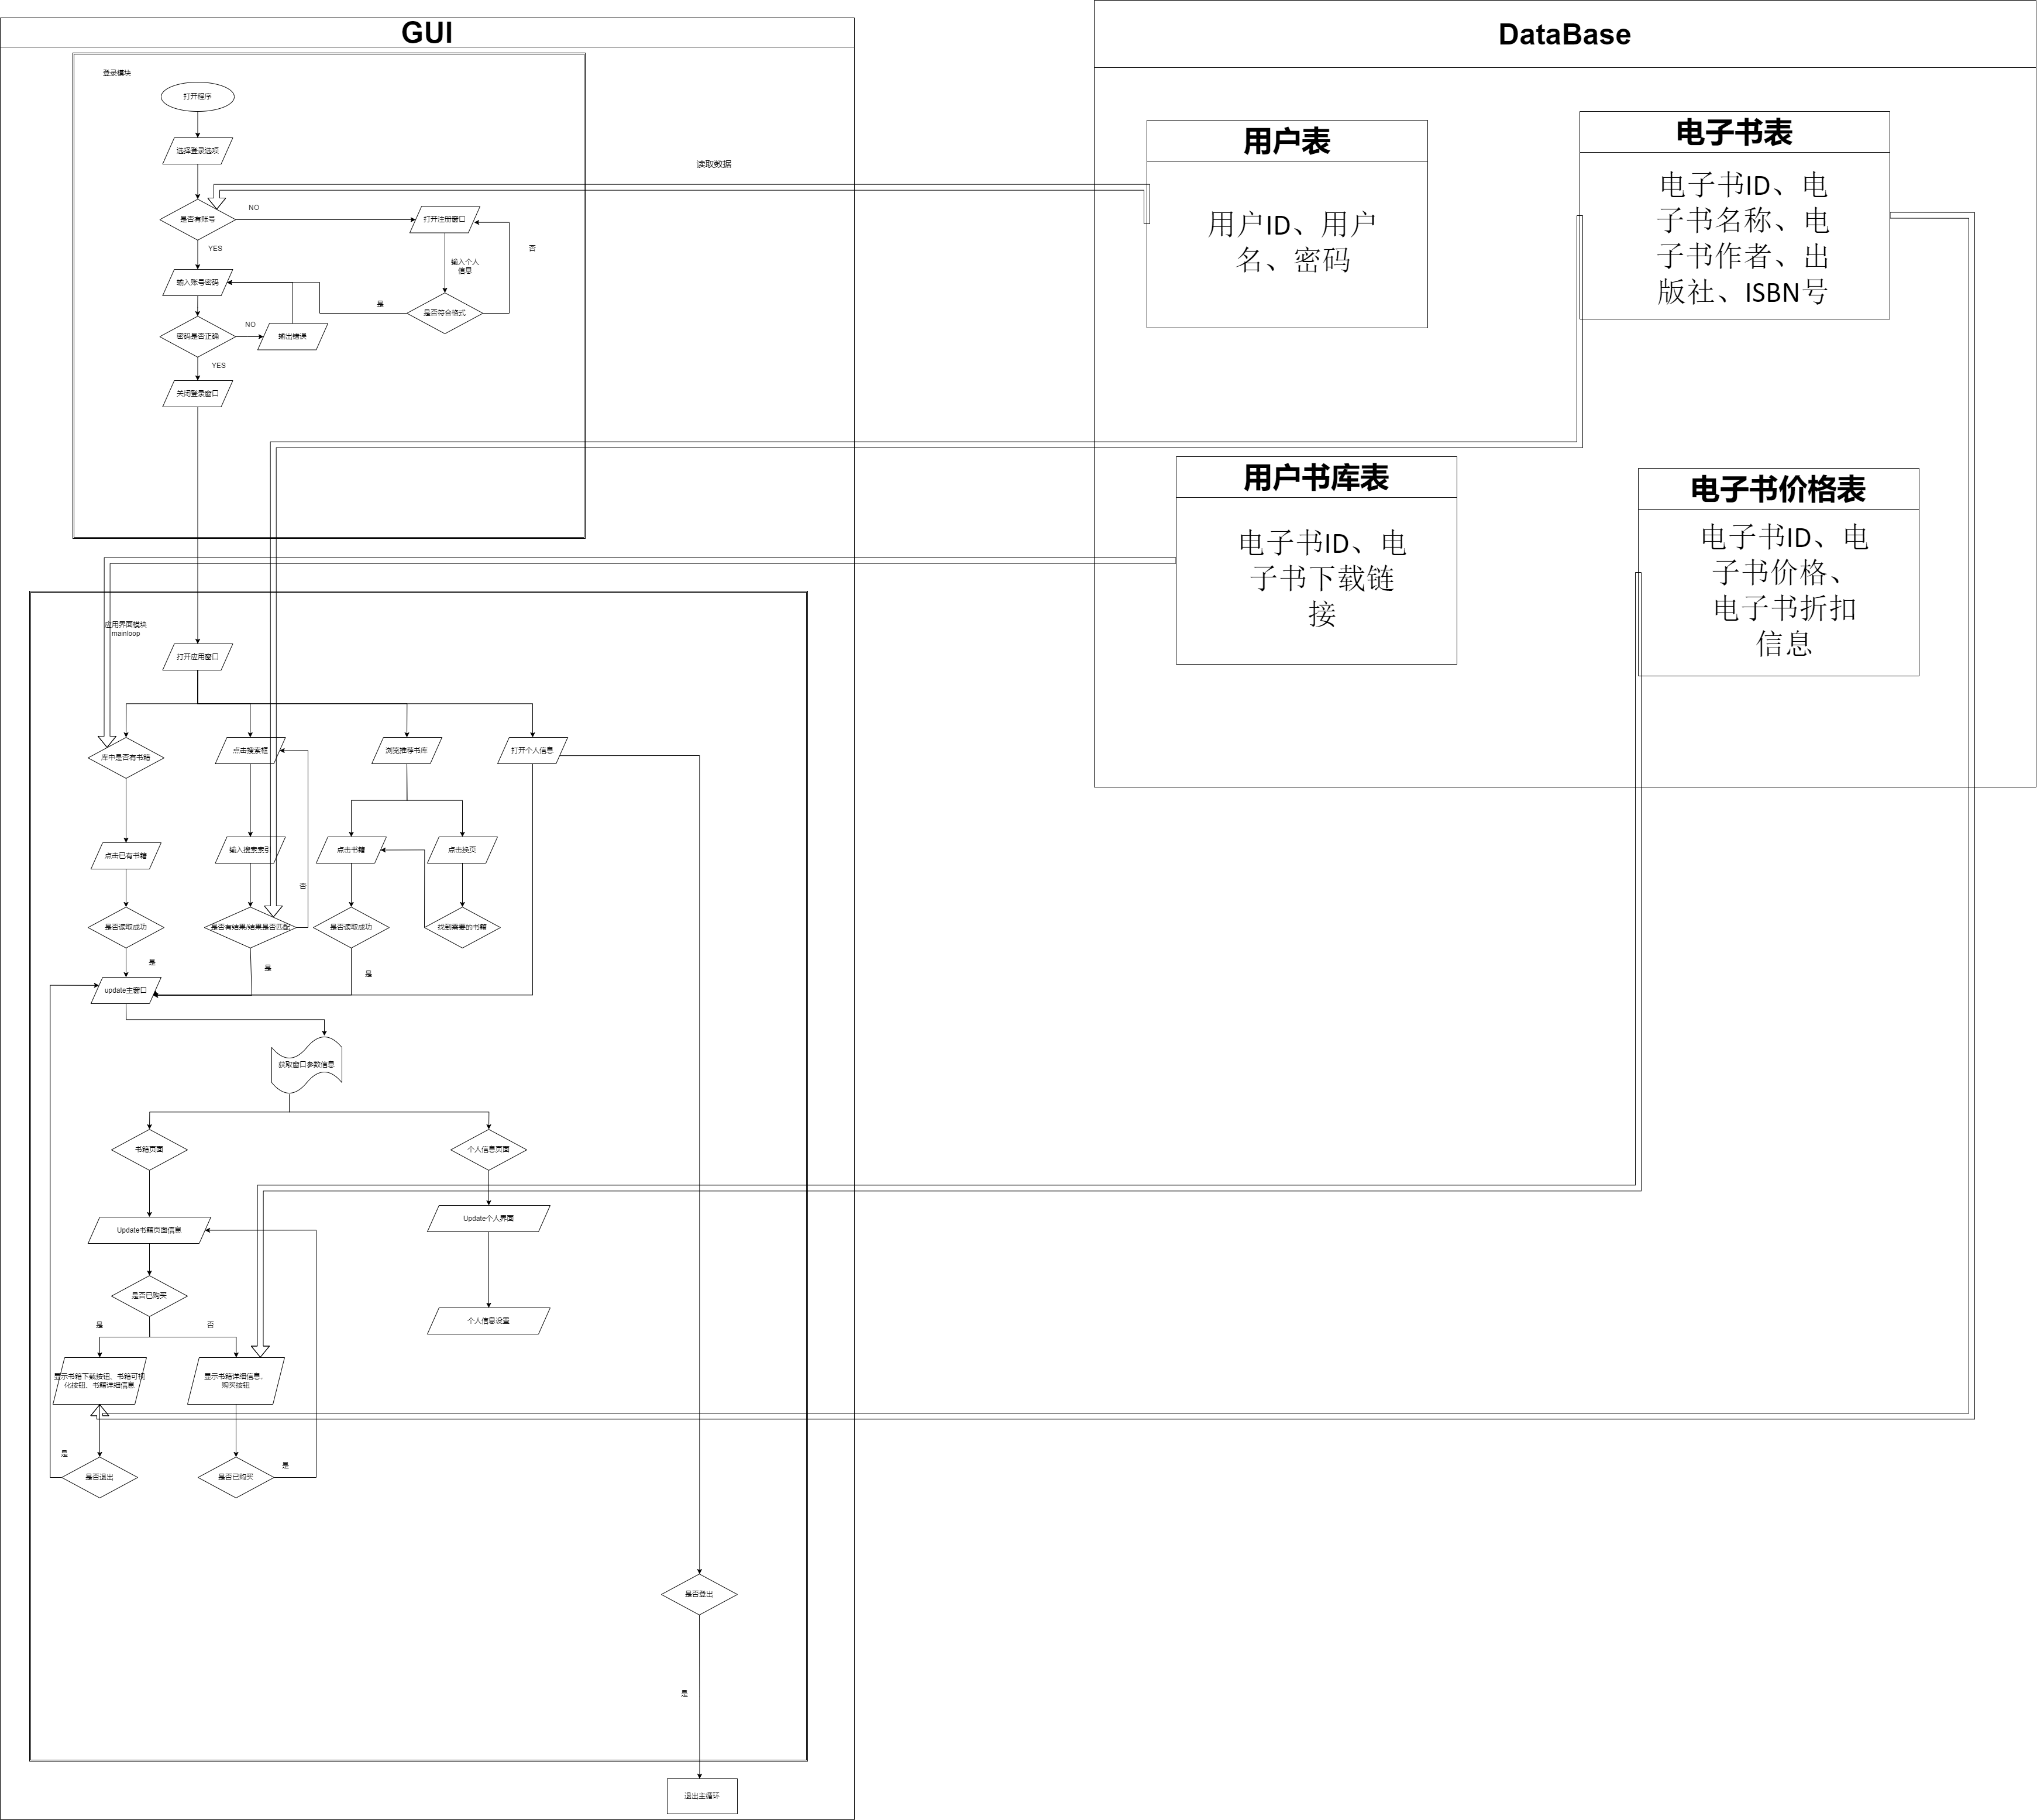 GUI
登录模块
打开程序
选择登录选项
是否有账号
NO
打开注册窗口
YES
否
输入个人
信息
输入账号密码
是
是否符合格式
密码是否正确
NO
输出错误
YES
关闭登录窗口
读取数据
应用界面模块
mainloop
打开应用窗口
库中是否有书籍
点击搜索框
浏览推荐书库
打开个人信息
点击已有书籍
输入搜索索引
点击书籍
点击换页
否
是否读取成功
是否有结果/结果是否匹配
是否读取成功
找到需要的书籍
是
是
是
update主窗口
获取窗口参数信息
书籍页面
个人信息页面
Update书籍页面信息
Update个人界面
是否已购买
是
否
个人信息设置
显示书籍下载按钮、书籍可视
化按钮、书籍详细信息
显示书籍详细信息、
购买按钮
是
是否退出
是否已购买
是
是否登出
是
退出主循环
DataBase
用户表
用户ID、用户
名、密码
电子书表
电子书ID、电
子书名称、电
子书作者、出
版社、ISBN号
用户书库表
电子书ID、电
子书下载链
接
电子书价格表
电子书ID、电
子书价格、
电子书折扣
信息